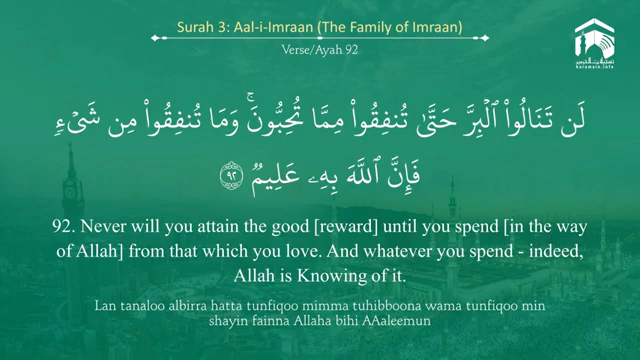 Surah 3: Aal-i-Imraan (The Family of Imraan)
Verse/Ayah 92
haramain.info
لَن تَنَالُوا۟ ٱلْبِرَّ حَتَّىٰ تُنفِقُوا۟ مِمَّا تُحِبُّونَ ۚ وَمَا تُنفِقُوا۟ مِن شَىْءٍ
فَإِنَّ ٱللَّهَ بِهِۦ عَلِيمٌ ٩٢
92. Never will you attain the good [reward] until you spend [in the way
of Allah] from that which you love. And whatever you spend - indeed,
Allah is Knowing of it.
Lan tanaloo albirra hatta tunfiqoo mimma tuhibboona wama tunfiqoo min
shayin fainna Allaha bihi AAaleemun